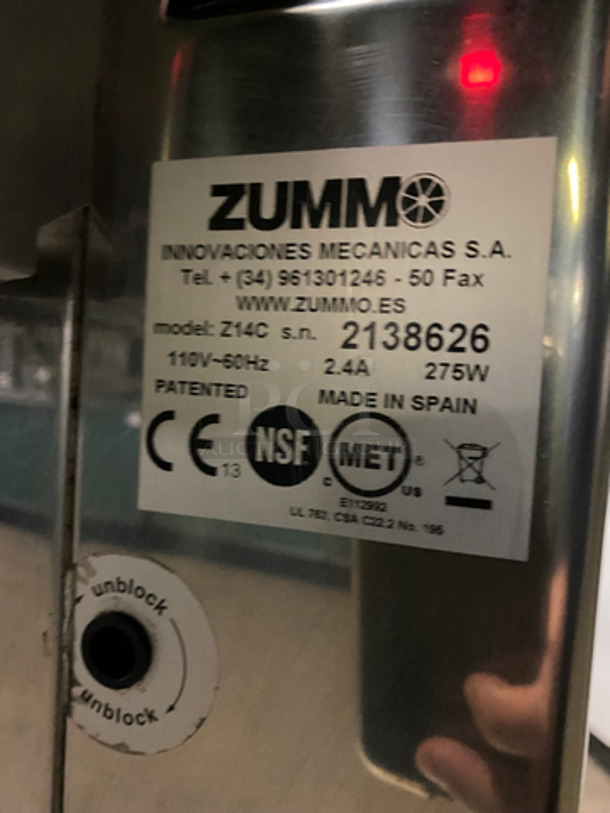 ZUMMO
INNOVACIONES MECANICAS S.A.
Tel. + (34) 961301246 - 50 Fax
WWW.ZUMMO.ES
model: Z14C s.n. 2138626
110V~60Hz 2.4A 275W
PATENTED MADE IN SPAIN
CE 13 NSF C MET ® US
E112992
UL 763, CSA C22.2 No. 195
unblock
unblock